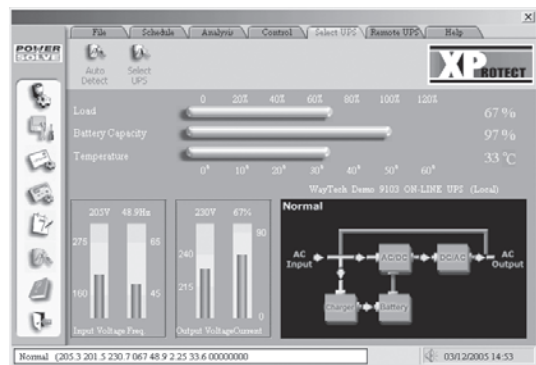 File Schedule Analysis Control Select UPS Remote UPS Help
POWER
SOLVE
Auto
Detect
Select
UPS
XPROTECT
0 20% 40% 60% 80% 100% 120%
Load 67 %
Battery Capacity 97 %
Temperature 33 °C
0° 10° 20° 30° 40° 50° 60°
WayTech Demo 9103 ON-LINE UPS (Local)
205V 48.9Hz
275 65
160 45
Input Voltage Freq.
230V 67%
90
240
215
0
Output Voltage Current
Normal
AC
Input
AC/DC
DC/AC
AC
Output
Charger
Battery
Normal (205.3 201.5 230.7 067 48.9 2.25 33.6 00000000
03/12/2005 14:53